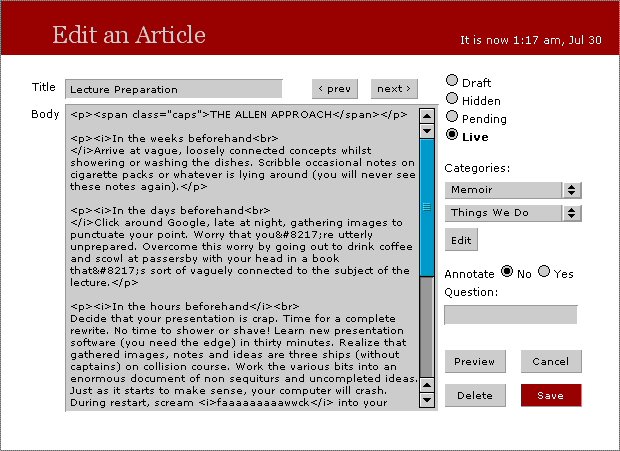 Edit an Article
It is now 1:17 am, Jul 30
Title
Lecture Preparation
‹ prev
next ›
Body
<p><span class="caps">THE ALLEN APPROACH</span></p>
<p><i>In the weeks beforehand<br>
</i>Arrive at vague, loosely connected concepts whilst
showering or washing the dishes. Scribble occasional notes on
cigarette packs or whatever is lying around (you will never see
these notes again).</p>
<p><i>In the days beforehand<br>
</i>Click around Google, late at night, gathering images to
punctuate your point. Worry that you&#8217;re utterly
unprepared. Overcome this worry by going out to drink coffee
and scowl at passersby with your head in a book
that&#8217;s sort of vaguely connected to the subject of the
lecture.</p>
<p><i>In the hours beforehand</i><br>
Decide that your presentation is crap. Time for a complete
rewrite. No time to shower or shave! Learn new presentation
software (you need the edge) in thirty minutes. Realize that
gathered images, notes and ideas are three ships (without
captains) on collision course. Work the various bits into an
enormous document of non sequiturs and uncompleted ideas.
Just as it starts to make sense, your computer will crash.
During restart, scream <i>faaaaaaaaawwck</i> into your
Draft
Hidden
Pending
Live
Categories:
Memoir
Things We Do
Edit
Annotate No Yes
Question:
Preview
Cancel
Delete
Save